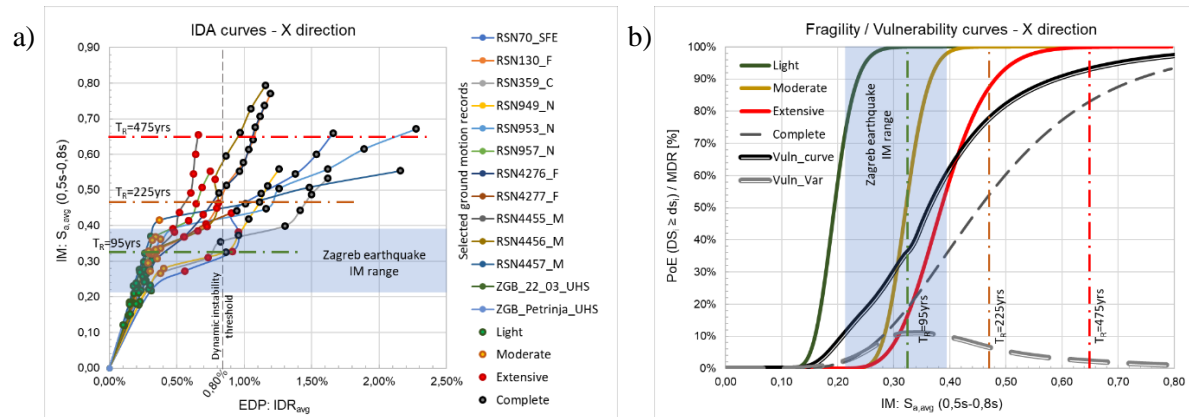 a)
IDA curves - X direction
IM: Sa,avg (0,5s-0,8s)
0,90
0,80
0,70
0,60
0,50
0,40
0,30
0,20
0,10
0,00
TR=475yrs
TR=225yrs
TR=95yrs
Zagreb earthquake
IM range
Dynamic instability
threshold
0,80%
0,00% 0,50% 1,00% 1,50% 2,00% 2,50%
EDP: IDRavg
Selected ground motion records
RSN70_SFE
RSN130_F
RSN359_C
RSN949_N
RSN953_N
RSN957_N
RSN4276_F
RSN4277_F
RSN4455_M
RSN4456_M
RSN4457_M
ZGB_22_03_UHS
ZGB_Petrinja_UHS
Light
Moderate
Extensive
Complete
b)
Fragility / Vulnerability curves - X direction
PoE (DS, ≥ dsi) / MDR [%]
100%
90%
80%
70%
60%
50%
40%
30%
20%
10%
0%
Light
Moderate
Extensive
Complete
Vuln_curve
Vuln_Var
Zagreb earthquake
IM range
TR=95yrs
TR=225yrs
TR=475yrs
0,00 0,10 0,20 0,30 0,40 0,50 0,60 0,70 0,80
IM: Sa,avg (0,5s-0,8s)